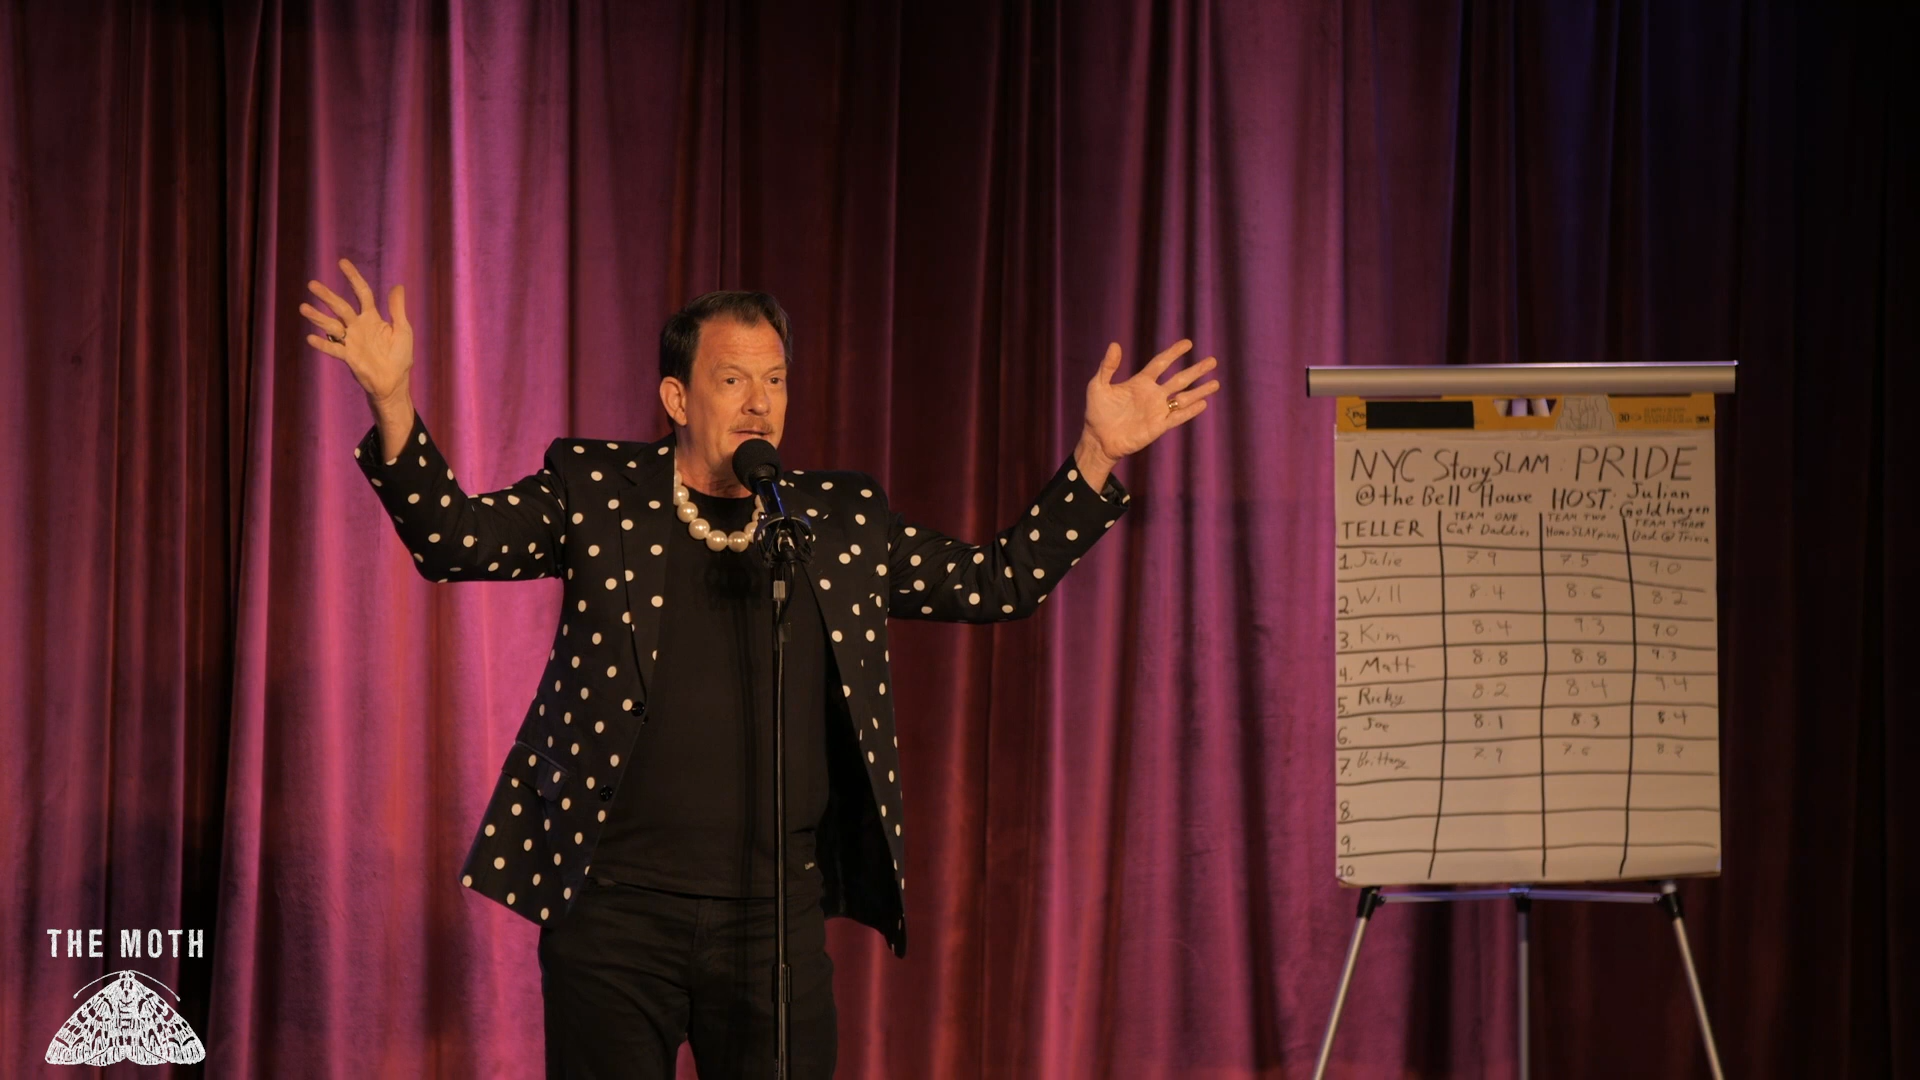 NYC StorySLAM: PRIDE
@the Bell House HOST: Julian Goldhagen
TELLER TEAM ONE Cat Daddies TEAM TWO HomoSLAYpiens TEAM THREE Dad @ Trivia
1. Julie 7.9 7.5 9.0
2. Will 8.4 8.6 8.2
3. Kim 8.4 9.3 9.0
4. Matt 8.8 8.8 9.3
5. Ricky 8.2 8.4 9.4
6. Joe 8.1 8.3 8.4
7. Brittany 7.9
8.
9.
10
THE MOTH